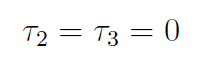 τ₂ = τ₃ = 0